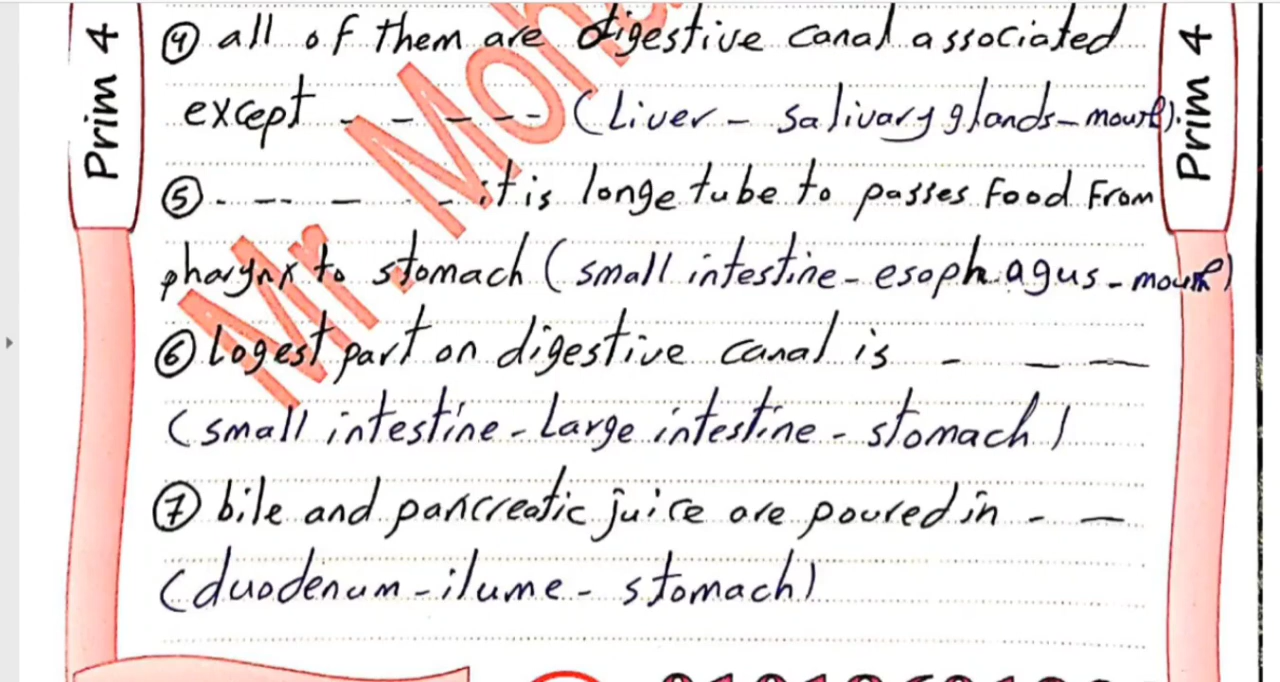 Prim 4
Prim 4
④ all of them are digestive canal associated
except - - - - - (Liver - salivary glands - mouth).
⑤ - -- - - it is longe tube to passes Food From
pharynx to stomach (small intestine - esophagus - mouth)
⑥ Logest part on digestive canal is - — —
(small intestine - Large intestine - stomach)
⑦ bile and pancreatic juice are poured in - —
(duodenum - ilume - stomach)
Mr. Moh